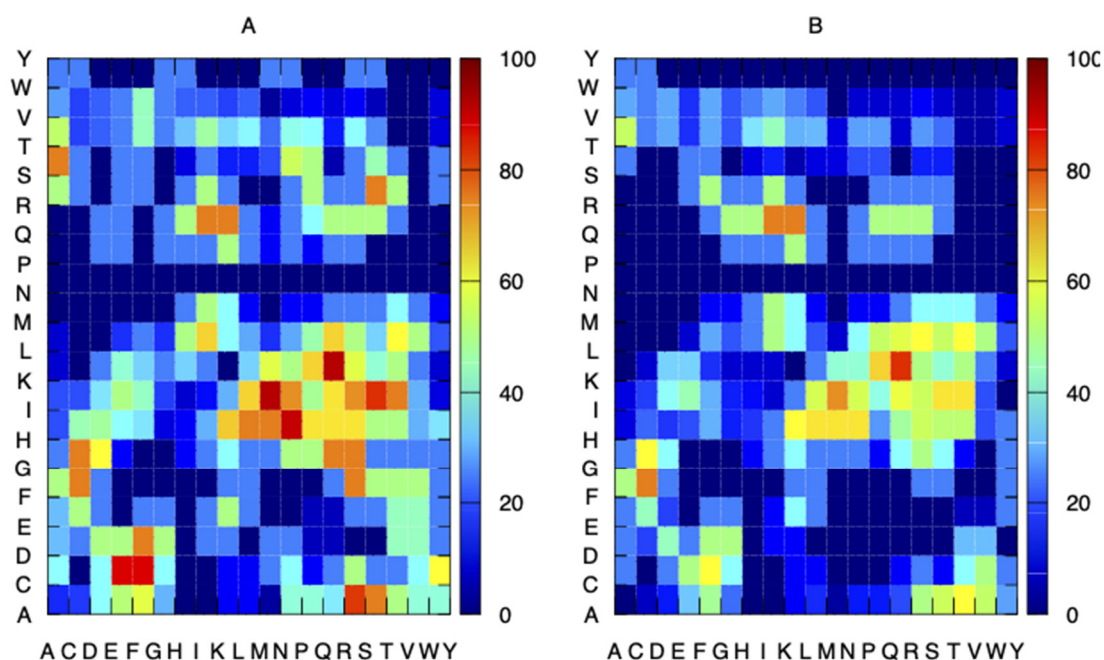 A B
Y 100 Y 100
W W
V V
T T
S 80 S 80
R R
Q Q
P 60 P 60
N N
M M
L L
K 40 K 40
I I
H H
G G
F 20 F 20
E E
D D
C C
A 0 A 0
A C D E F G H I K L M N P Q R S T V W Y A C D E F G H I K L M N P Q R S T V W Y